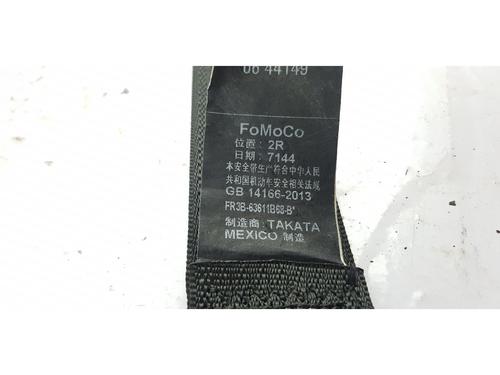 06 44149
FoMoCo
位置: 2R
日期: 7144
本安全带生产符合中华人民
共和国机动车安全相关法规
GB 14166-2013
FR3B-63611B68-B*
制造商: TAKATA
MEXICO 制造